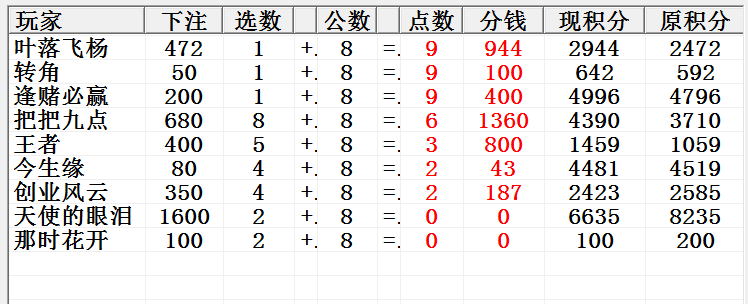 玩家 下注 选数 公数 点数 分钱 现积分 原积分
叶落飞杨 472 1 +. 8 =. 9 944 2944 2472
转角 50 1 +. 8 =. 9 100 642 592
逢赌必赢 200 1 +. 8 =. 9 400 4996 4796
把把九点 680 8 +. 8 =. 6 1360 4390 3710
王者 400 5 +. 8 =. 3 800 1459 1059
今生缘 80 4 +. 8 =. 2 43 4481 4519
创业风云 350 4 +. 8 =. 2 187 2423 2585
天使的眼泪 1600 2 +. 8 =. 0 0 6635 8235
那时花开 100 2 +. 8 =. 0 0 100 200